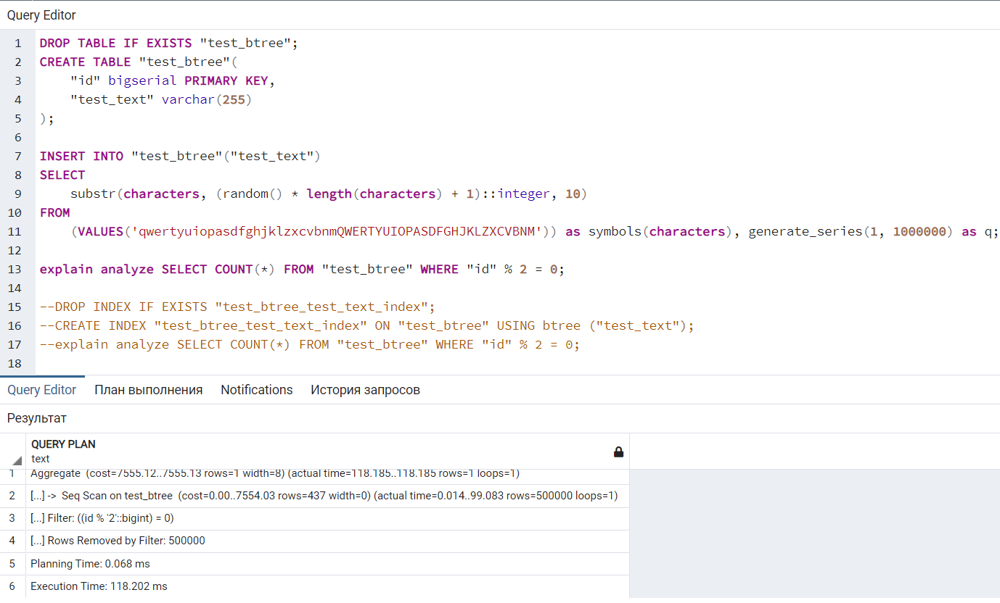 Query Editor
1 DROP TABLE IF EXISTS "test_btree";
2 CREATE TABLE "test_btree"(
3 "id" bigserial PRIMARY KEY,
4 "test_text" varchar(255)
5 );
6
7 INSERT INTO "test_btree"("test_text")
8 SELECT
9 substr(characters, (random() * length(characters) + 1)::integer, 10)
10 FROM
11 (VALUES('qwertyuiopasdfghjklzxcvbnmQWERTYUIOPASDFGHJKLZXCVBNM')) as symbols(characters), generate_series(1, 1000000) as q;
12
13 explain analyze SELECT COUNT(*) FROM "test_btree" WHERE "id" % 2 = 0;
14
15 --DROP INDEX IF EXISTS "test_btree_test_text_index";
16 --CREATE INDEX "test_btree_test_text_index" ON "test_btree" USING btree ("test_text");
17 --explain analyze SELECT COUNT(*) FROM "test_btree" WHERE "id" % 2 = 0;
18
Query Editor План выполнения Notifications История запросов
Результат
QUERY PLAN
text
1 Aggregate (cost=7555.12..7555.13 rows=1 width=8) (actual time=118.185..118.185 rows=1 loops=1)
2 [...] -> Seq Scan on test_btree (cost=0.00..7554.03 rows=437 width=0) (actual time=0.014..99.083 rows=500000 loops=1)
3 [...] Filter: ((id % '2'::bigint) = 0)
4 [...] Rows Removed by Filter: 500000
5 Planning Time: 0.068 ms
6 Execution Time: 118.202 ms